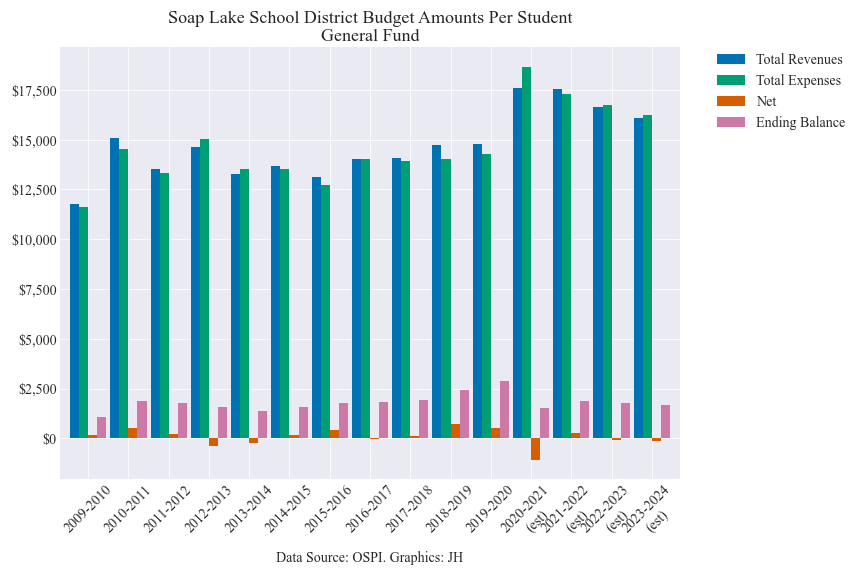 Soap Lake School District Budget Amounts Per Student
General Fund
Total Revenues
Total Expenses
Net
Ending Balance
$17,500
$15,000
$12,500
$10,000
$7,500
$5,000
$2,500
$0
2009-2010
2010-2011
2011-2012
2012-2013
2013-2014
2014-2015
2015-2016
2016-2017
2017-2018
2018-2019
2019-2020
2020-2021
(est)
2021-2022
(est)
2022-2023
(est)
2023-2024
(est)
Data Source: OSPI. Graphics: JH